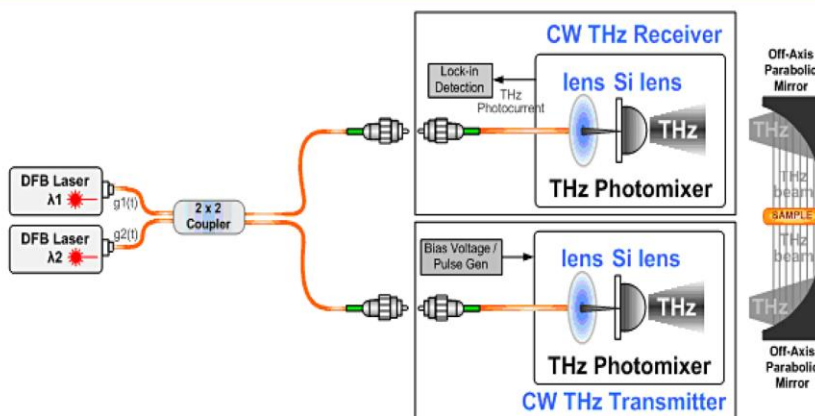 DFB Laser
λ1
g1(t)
DFB Laser
λ2
g2(t)
2 x 2
Coupler
CW THz Receiver
Lock-in
Detection
THz
Photocurrent
lens Si lens
THz
THz Photomixer
Bias Voltage /
Pulse Gen
lens Si lens
THz
THz Photomixer
CW THz Transmitter
Off-Axis
Parabolic
Mirror
THz
THz
beam
SAMPLE
THz
beam
THz
Off-Axis
Parabolic
Mirror